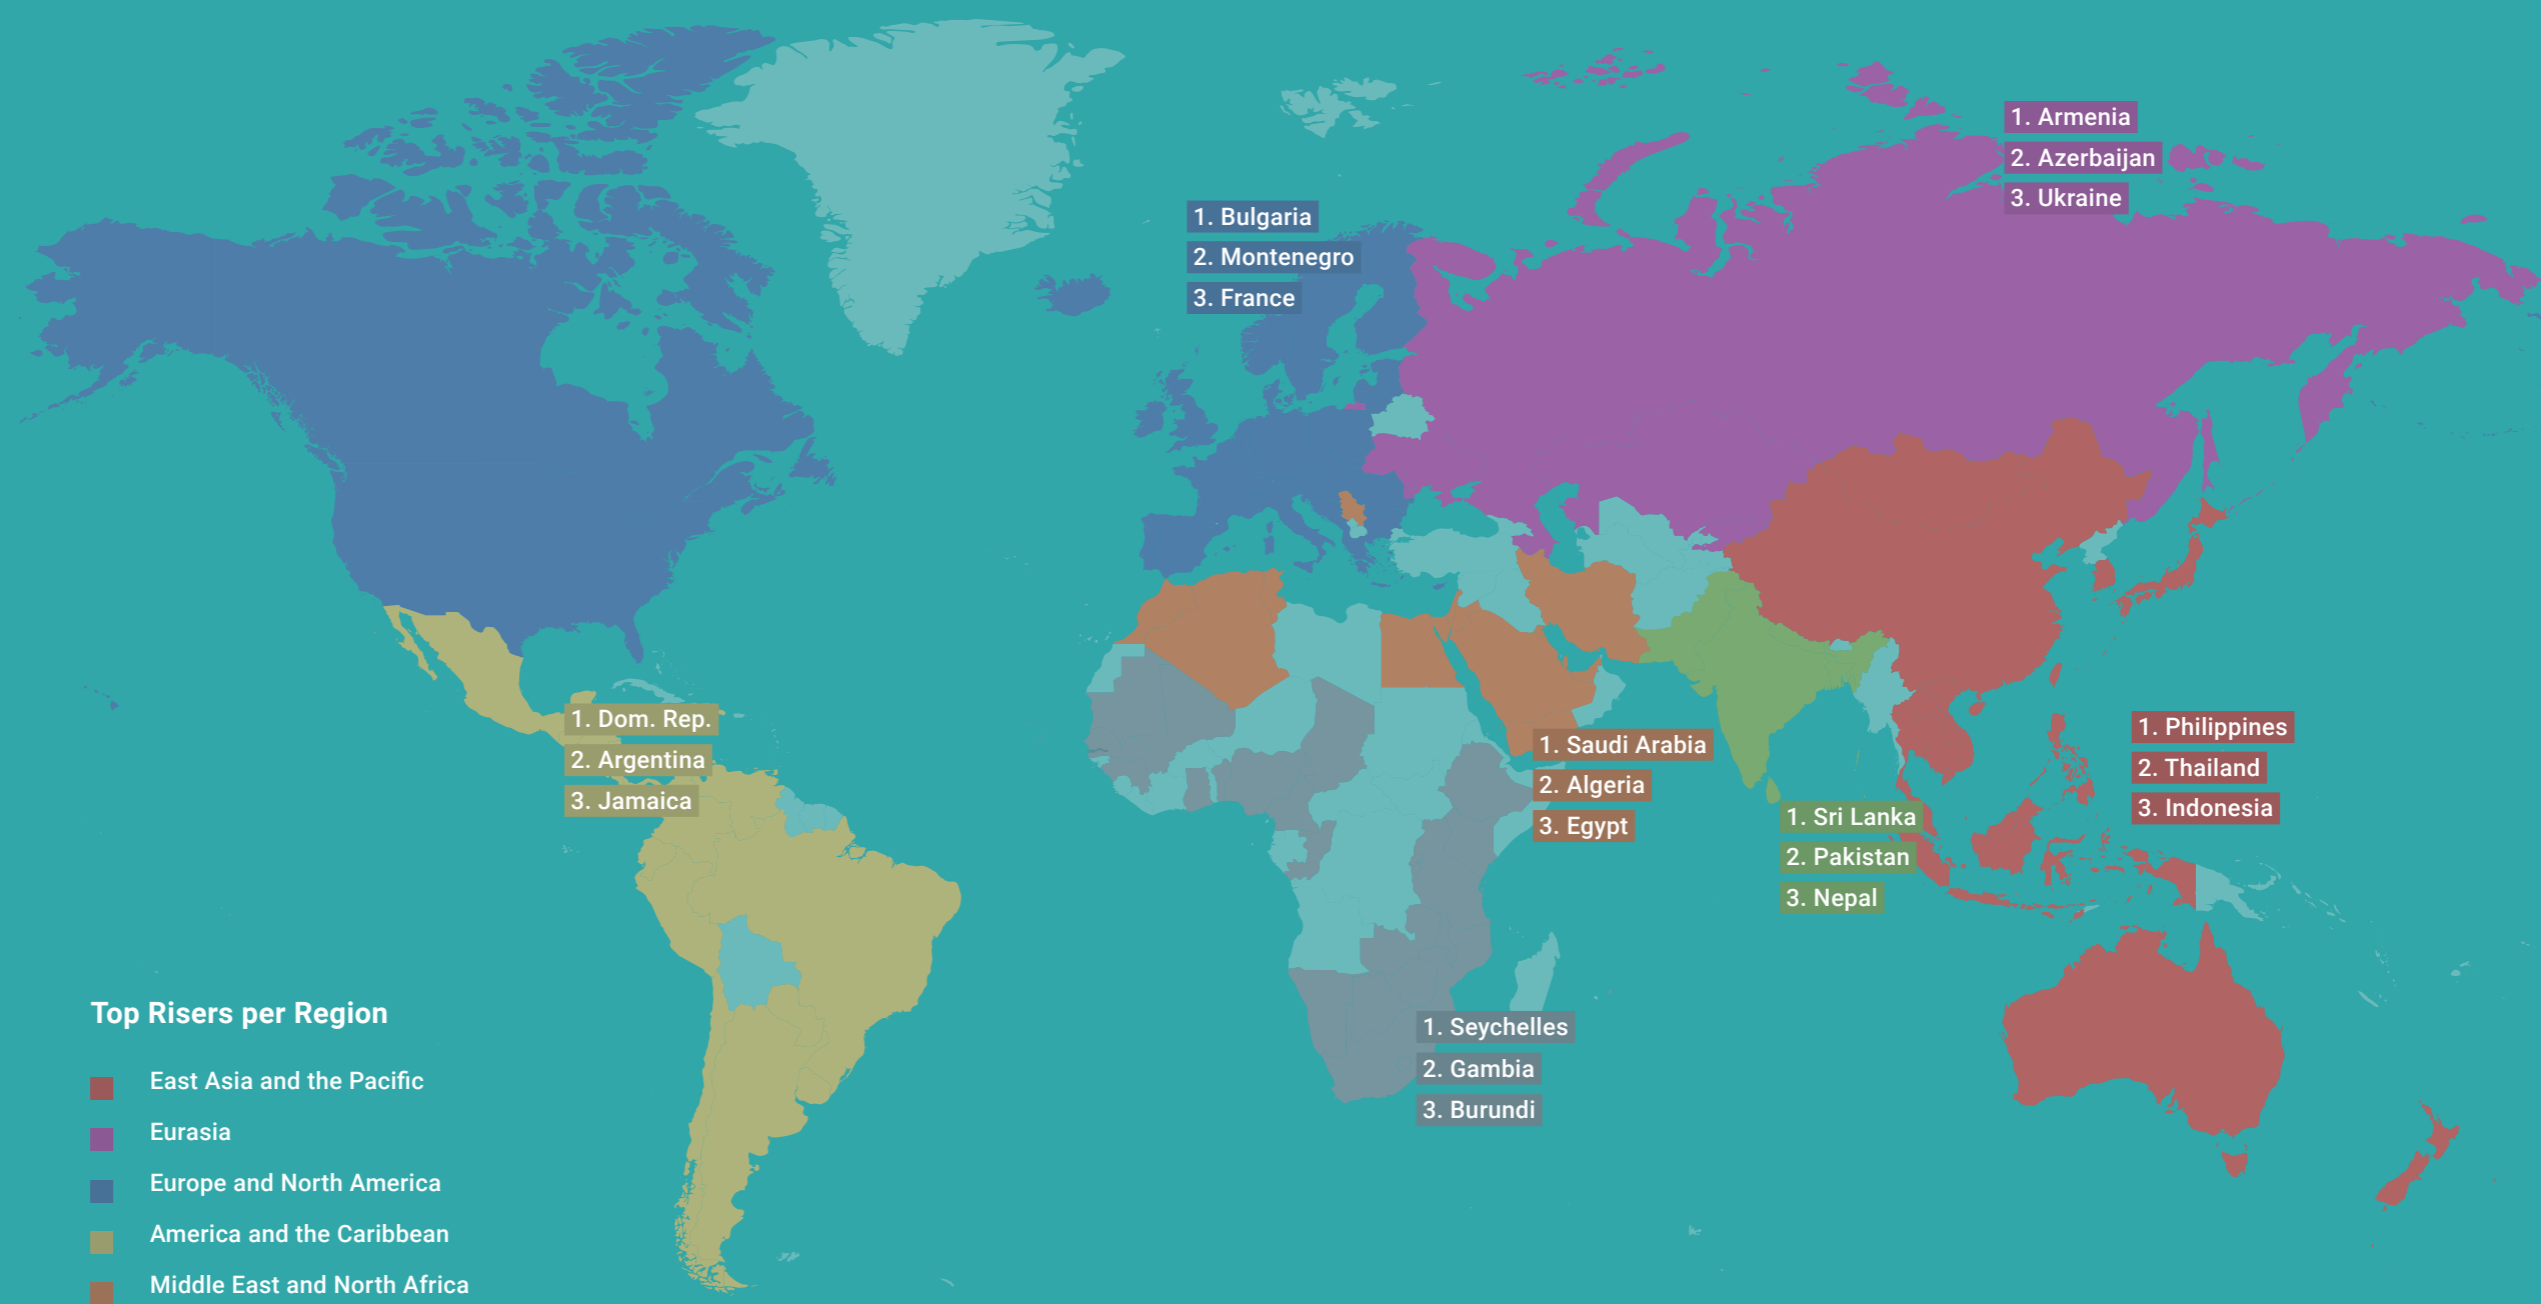 1. Armenia
2. Azerbaijan
3. Ukraine
1. Bulgaria
2. Montenegro
3. France
1. Dom. Rep.
2. Argentina
3. Jamaica
1. Saudi Arabia
2. Algeria
3. Egypt
1. Philippines
2. Thailand
3. Indonesia
1. Sri Lanka
2. Pakistan
3. Nepal
1. Seychelles
2. Gambia
3. Burundi
Top Risers per Region
East Asia and the Pacific
Eurasia
Europe and North America
America and the Caribbean
Middle East and North Africa